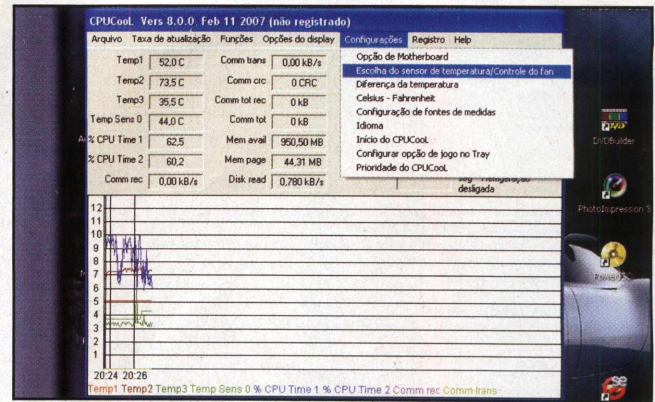 CPUCooL Vers 8.0.0, Feb 11 2007 (não registrado)
Arquivo Taxa de atualização Funções Opções do display Configurações Registro Help
Temp1 52,0 C Comm trans 0,00 kB/s
Temp2 73,5 C Comm crc 0 CRC
Temp3 35,5 C Comm tot rec 0 kB
Temp Sens 0 44,0 C Comm tot 0 kB
% CPU Time 1 62,5 Mem avail 950,50 MB
% CPU Time 2 60,2 Mem page 44,31 MB
Comm rec 0,00 kB/s Disk read 0,780 kB/s
Opção de Motherboard
Escolha do sensor de temperatura/Controle do fan
Diferença da temperatura
Celsius - Fahrenheit
Configuração de fontes de medidas
Idioma
Início do CPUCooL
Configurar opção de jogo no Tray
Prioridade do CPUCooL
desligada
12
11
10
9
8
7
6
5
4
3
2
1
20:24 20:26
Temp1 Temp2 Temp3 Temp Sens 0 % CPU Time 1 % CPU Time 2 Comm rec Comm trans
DVD
DVDBuilder
PhotoImpression 3